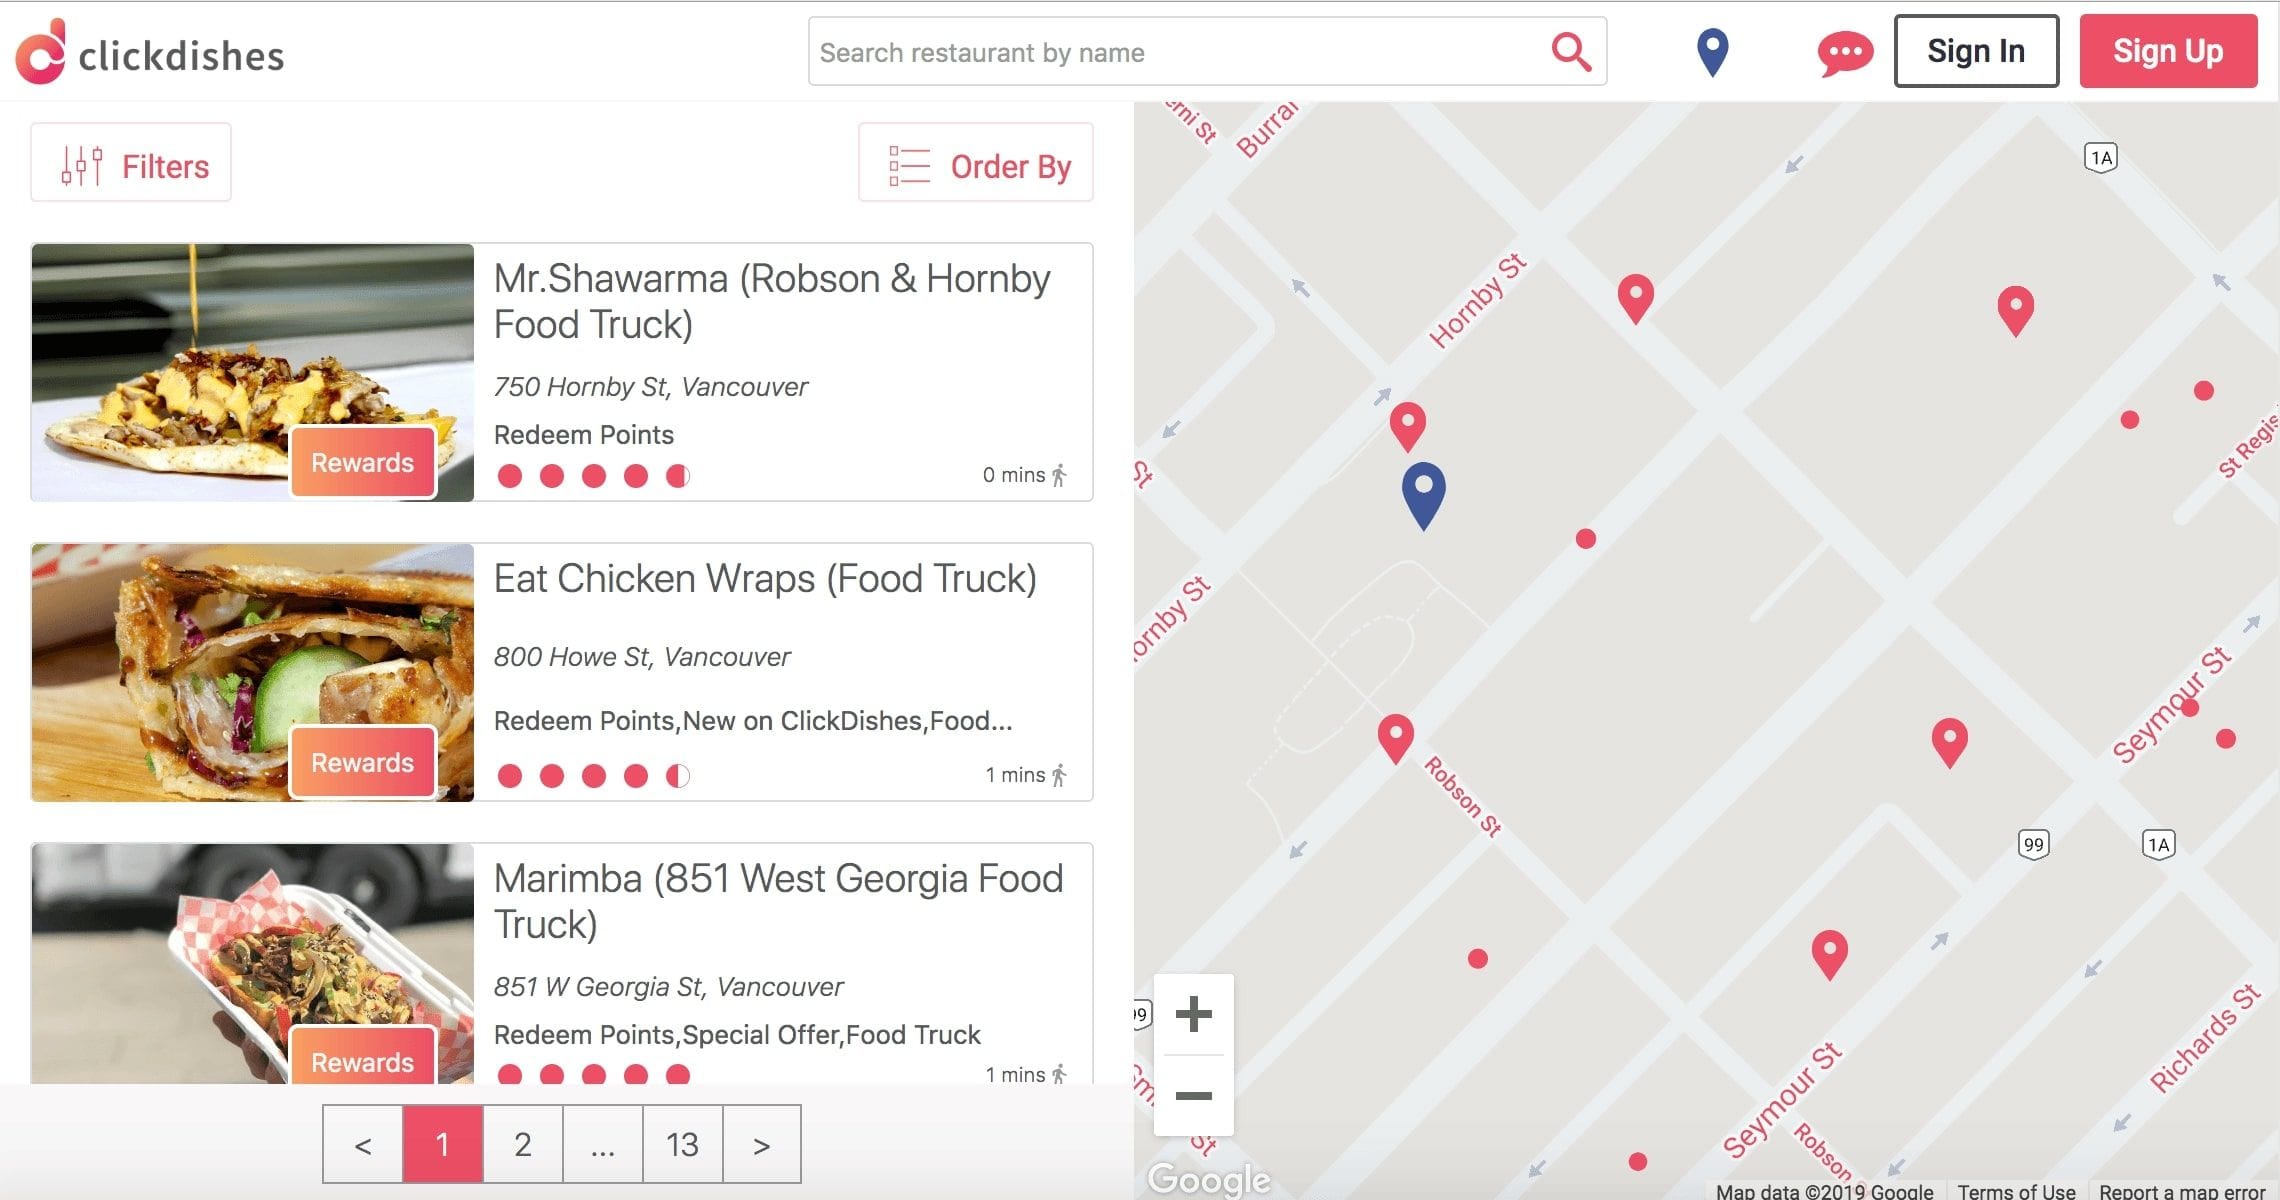 clickdishes
Search restaurant by name
Sign In
Sign Up
Filters
Order By
Mr.Shawarma (Robson & Hornby
Food Truck)
750 Hornby St, Vancouver
Redeem Points
Rewards
0 mins
Eat Chicken Wraps (Food Truck)
800 Howe St, Vancouver
Redeem Points,New on ClickDishes,Food...
Rewards
1 mins
Marimba (851 West Georgia Food
Truck)
851 W Georgia St, Vancouver
Redeem Points,Special Offer,Food Truck
Rewards
1 mins
< 1 2 ... 13 >
St
1A
Hornby St
St
St Regis
Seymour St
Robson St
99
1A
Richards St
Seymour St
Robson
St
+
−
Google
Map data ©2019 Google
Terms of Use
Report a map error